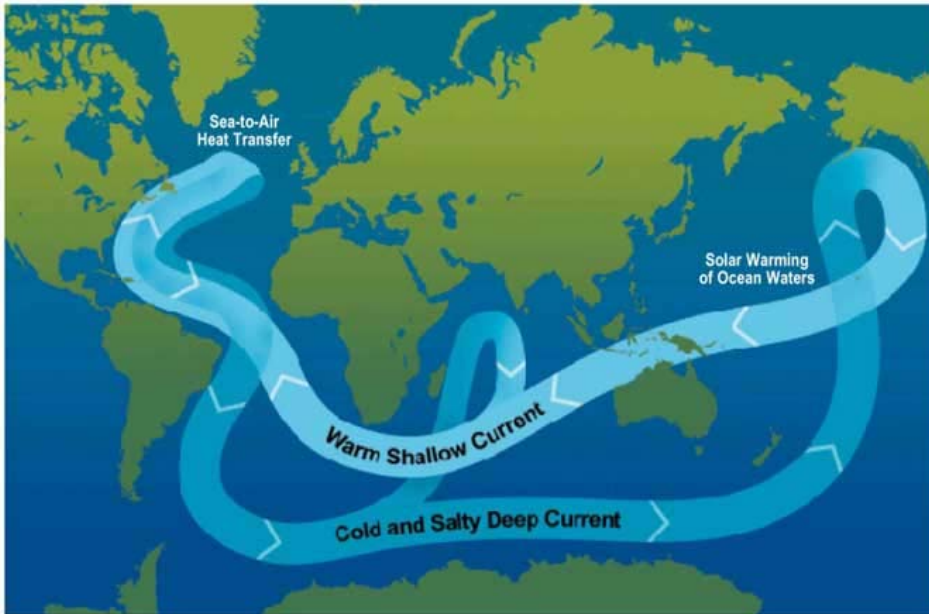 Sea-to-Air
Heat Transfer
Solar Warming
of Ocean Waters
Warm Shallow Current
Cold and Salty Deep Current